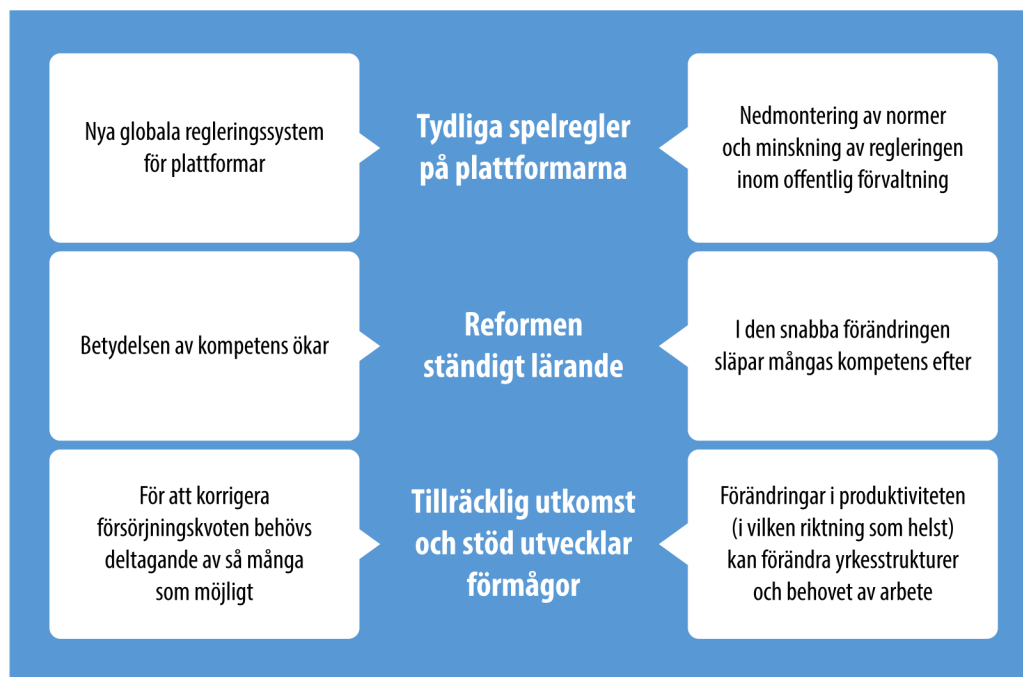 Nya globala regleringssystem
för plattformar
Tydliga spelregler
på plattformarna
Nedmontering av normer
och minskning av regleringen
inom offentlig förvaltning
Betydelsen av kompetens ökar
Reformen
ständigt lärande
I den snabba förändringen
släpar mångas kompetens efter
För att korrigera
försörjningskvoten behövs
deltagande av så många
som möjligt
Tillräcklig utkomst
och stöd utvecklar
förmågor
Förändringar i produktiviteten
(i vilken riktning som helst)
kan förändra yrkesstrukturer
och behovet av arbete